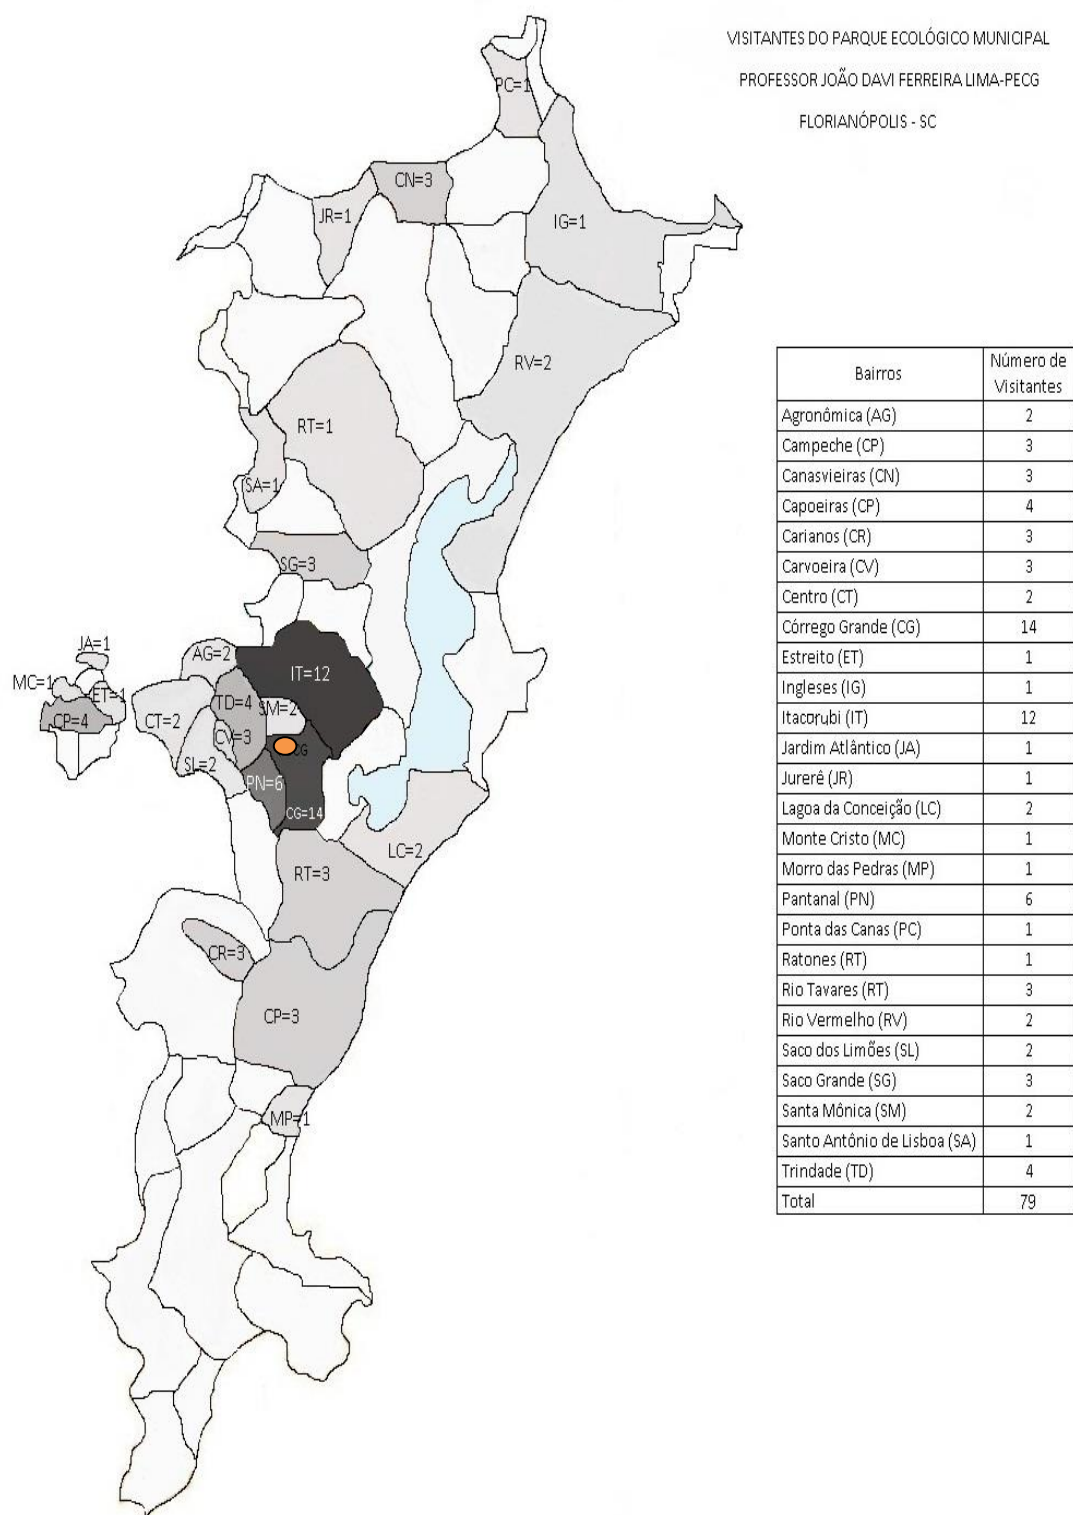 VISITANTES DO PARQUE ECOLÓGICO MUNICIPAL
PROFESSOR JOÃO DAVI FERREIRA LIMA-PECG
FLORIANÓPOLIS - SC
PC=1
CN=3
JR=1
IG=1
RV=2
RT=1
SA=1
SG=3
JA=1
AG=2
IT=12
MC=1
ET=1
TD=4
SM=2
CP=4
CT=2
CV=3
CG
SL=2
PN=6
CG=14
LC=2
RT=3
CR=3
CP=3
MP=1
Bairros Número de
Visitantes
Agronômica (AG) 2
Campeche (CP) 3
Canasvieiras (CN) 3
Capoeiras (CP) 4
Carianos (CR) 3
Carvoeira (CV) 3
Centro (CT) 2
Córrego Grande (CG) 14
Estreito (ET) 1
Ingleses (IG) 1
Itacorubi (IT) 12
Jardim Atlântico (JA) 1
Jurerê (JR) 1
Lagoa da Conceição (LC) 2
Monte Cristo (MC) 1
Morro das Pedras (MP) 1
Pantanal (PN) 6
Ponta das Canas (PC) 1
Ratones (RT) 1
Rio Tavares (RT) 3
Rio Vermelho (RV) 2
Saco dos Limões (SL) 2
Saco Grande (SG) 3
Santa Mônica (SM) 2
Santo Antônio de Lisboa (SA) 1
Trindade (TD) 4
Total 79